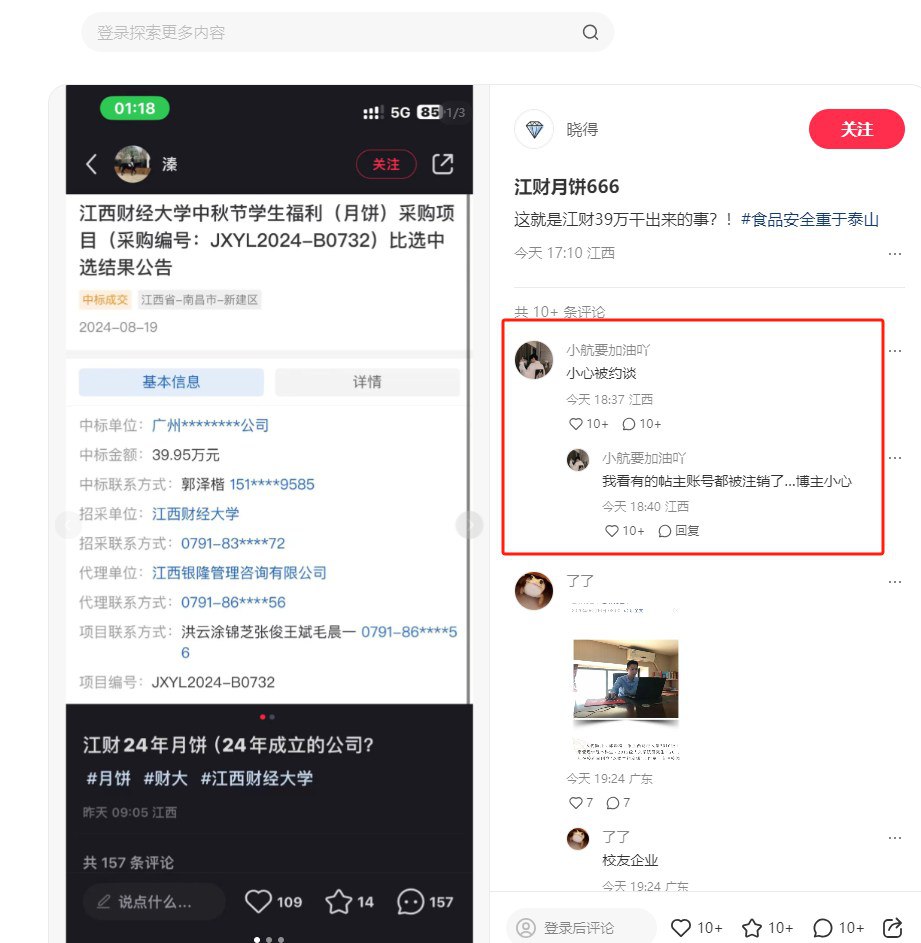 登录探索更多内容
01:18
5G 85
1/3
溱
关注
江西财经大学中秋节学生福利（月饼）采购项
目（采购编号：JXYL2024-B0732）比选中
选结果公告
中标成交 江西省-南昌市-新建区
2024-08-19
基本信息
详情
中标单位：广州********公司
中标金额：39.95万元
中标联系方式：郭泽楷 151****9585
招采单位：江西财经大学
招采联系方式：0791-83****72
代理单位：江西银隆管理咨询有限公司
代理联系方式：0791-86****56
项目联系方式：洪云涂锦芝张俊王斌毛晨一 0791-86****5
6
项目编号：JXYL2024-B0732
江财24年月饼（24年成立的公司？
#月饼 #财大 #江西财经大学
昨天 09:05 江西
共 157 条评论
说点什么...
109
14
157
晓得
关注
江财月饼666
这就是江财39万干出来的事？！#食品安全重于泰山
今天 17:10 江西
共 10+ 条评论
小航要加油吖
小心被约谈
今天 18:37 江西
10+ 10+
小航要加油吖
我看有的帖主账号都被注销了...博主小心
今天 18:40 江西
10+ 回复
了了
今天 19:24 广东
7 7
了了
校友企业
今天 19:24 广东
登录后评论
10+ 10+ 10+